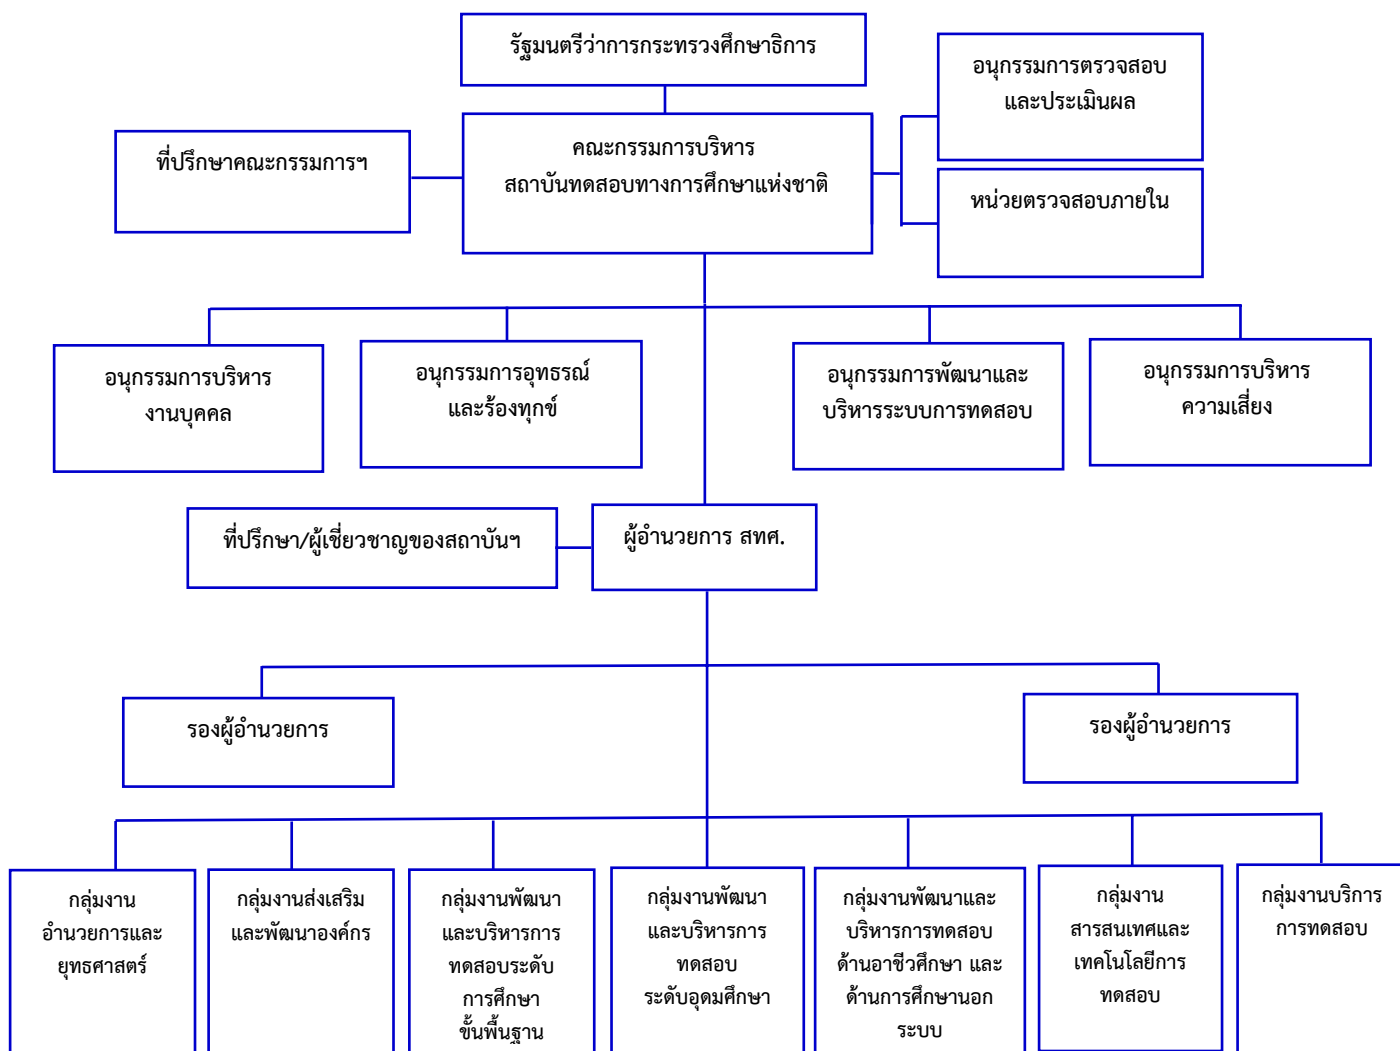 รัฐมนตรีว่าการกระทรวงศึกษาธิการ
อนุกรรมการตรวจสอบ
และประเมินผล
ที่ปรึกษาคณะกรรมการฯ
คณะกรรมการบริหาร
สถาบันทดสอบทางการศึกษาแห่งชาติ
หน่วยตรวจสอบภายใน
อนุกรรมการบริหาร
งานบุคคล
อนุกรรมการอุทธรณ์
และร้องทุกข์
อนุกรรมการพัฒนาและ
บริหารระบบการทดสอบ
อนุกรรมการบริหาร
ความเสี่ยง
ที่ปรึกษา/ผู้เชี่ยวชาญของสถาบันฯ
ผู้อำนวยการ สทศ.
รองผู้อำนวยการ
รองผู้อำนวยการ
กลุ่มงาน
อำนวยการและ
ยุทธศาสตร์
กลุ่มงานส่งเสริม
และพัฒนาองค์กร
กลุ่มงานพัฒนา
และบริหารการ
ทดสอบระดับ
การศึกษา
ขั้นพื้นฐาน
กลุ่มงานพัฒนา
และบริหารการ
ทดสอบ
ระดับอุดมศึกษา
กลุ่มงานพัฒนาและ
บริหารการทดสอบ
ด้านอาชีวศึกษา และ
ด้านการศึกษานอก
ระบบ
กลุ่มงาน
สารสนเทศและ
เทคโนโลยีการ
ทดสอบ
กลุ่มงานบริการ
การทดสอบ